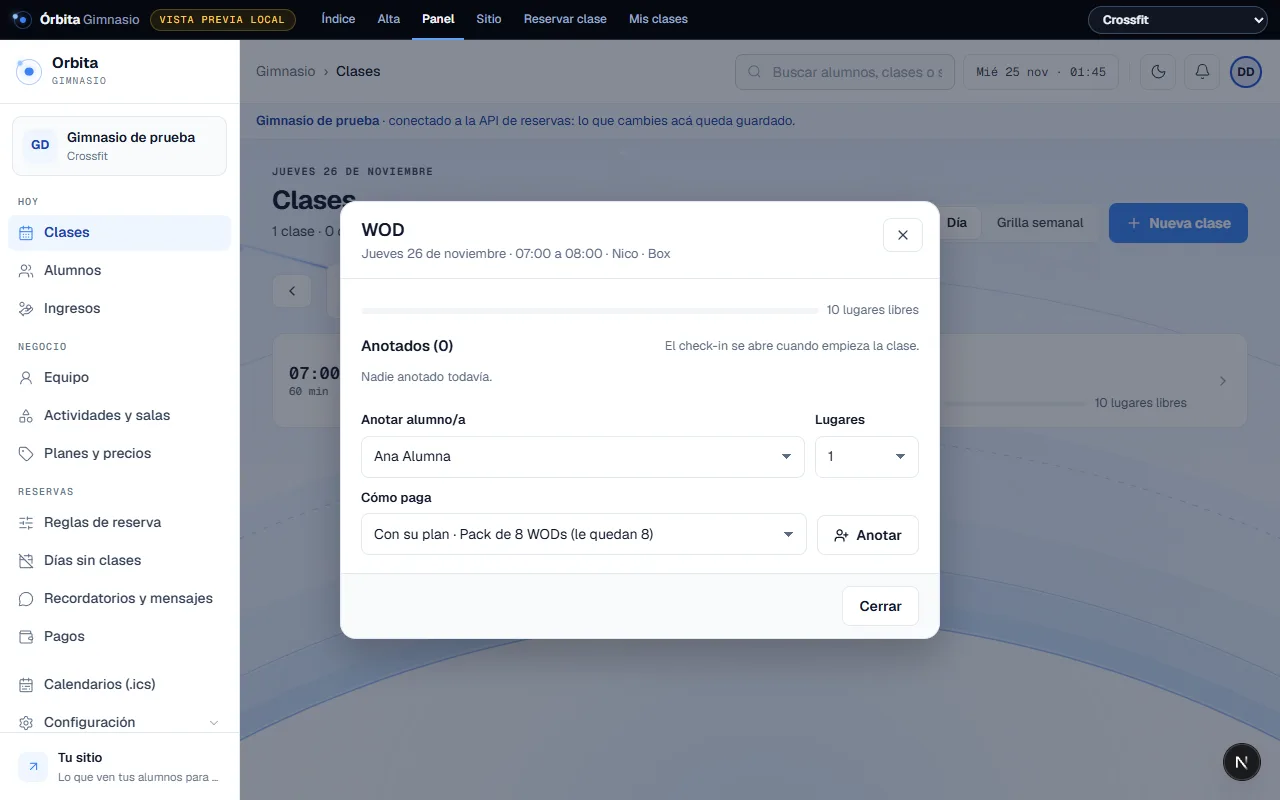 Órbita Gimnasio
VISTA PREVIA LOCAL
Índice
Alta
Panel
Sitio
Reservar clase
Mis clases
Crossfit
Orbita
GIMNASIO
Gimnasio › Clases
Buscar alumnos, clases o s
Mié 25 nov · 01:45
DD
GD
Gimnasio de prueba
Crossfit
Gimnasio de prueba · conectado a la API de reservas: lo que cambies acá queda guardado.
HOY
Clases
Alumnos
Ingresos
NEGOCIO
Equipo
Actividades y salas
Planes y precios
RESERVAS
Reglas de reserva
Días sin clases
Recordatorios y mensajes
Pagos
Calendarios (.ics)
Configuración
Tu sitio
Lo que ven tus alumnos para ...
JUEVES 26 DE NOVIEMBRE
Clases
1 clase · 0
Día
Grilla semanal
Nueva clase
07:00
60 min
10 lugares libres
WOD
Jueves 26 de noviembre · 07:00 a 08:00 · Nico · Box
10 lugares libres
Anotados (0)
El check-in se abre cuando empieza la clase.
Nadie anotado todavía.
Anotar alumno/a
Lugares
Ana Alumna
1
Cómo paga
Con su plan · Pack de 8 WODs (le quedan 8)
Anotar
Cerrar
N